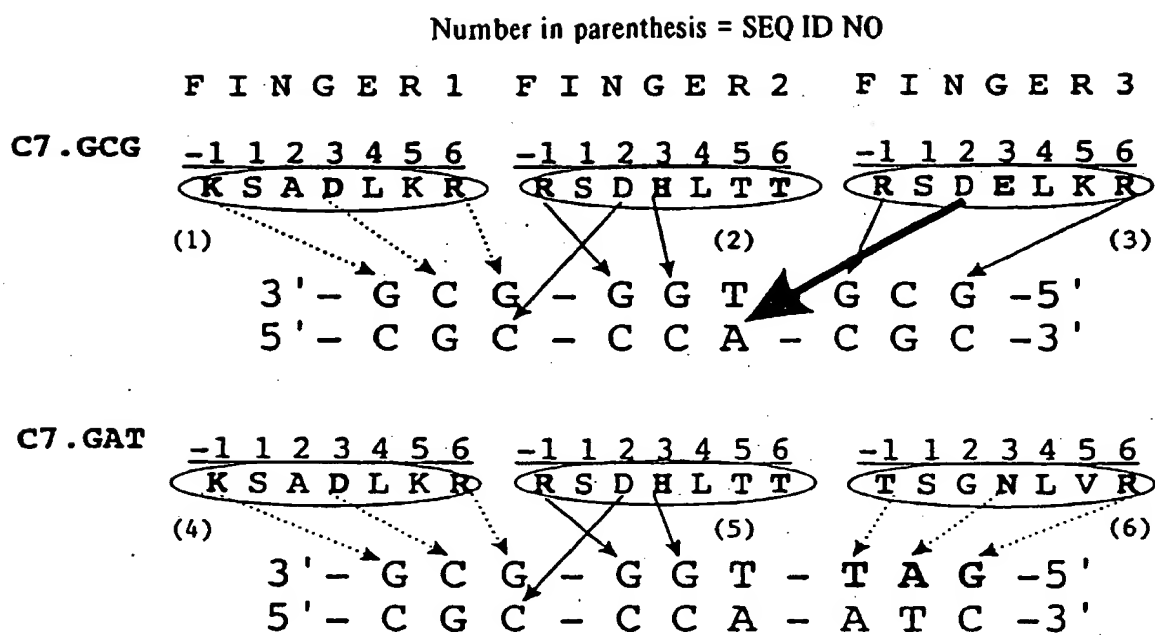 Number in parenthesis = SEQ ID NO
F I N G E R 1 F I N G E R 2 F I N G E R 3
C7.GCG -1 1 2 3 4 5 6 -1 1 2 3 4 5 6 -1 1 2 3 4 5 6
K S A D L K R R S D H L T T R S D E L K R
(1) (2) (3)
3'- G C G - G G T G C G -5'
5'- C G C - C C A - C G C -3'
C7.GAT -1 1 2 3 4 5 6 -1 1 2 3 4 5 6 -1 1 2 3 4 5 6
K S A D L K R R S D H L T T T S G N L V R
(4) (5) (6)
3'- G C G - G G T - T A G -5'
5'- C G C - C C A - A T C -3'